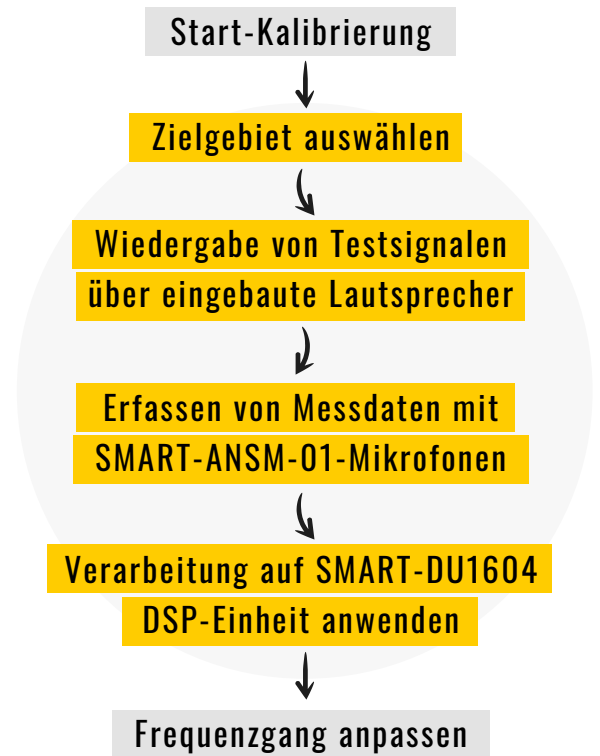 Start-Kalibrierung
Zielgebiet auswählen
Wiedergabe von Testsignalen
über eingebaute Lautsprecher
Erfassen von Messdaten mit
SMART-ANSM-01-Mikrofonen
Verarbeitung auf SMART-DU1604
DSP-Einheit anwenden
Frequenzgang anpassen